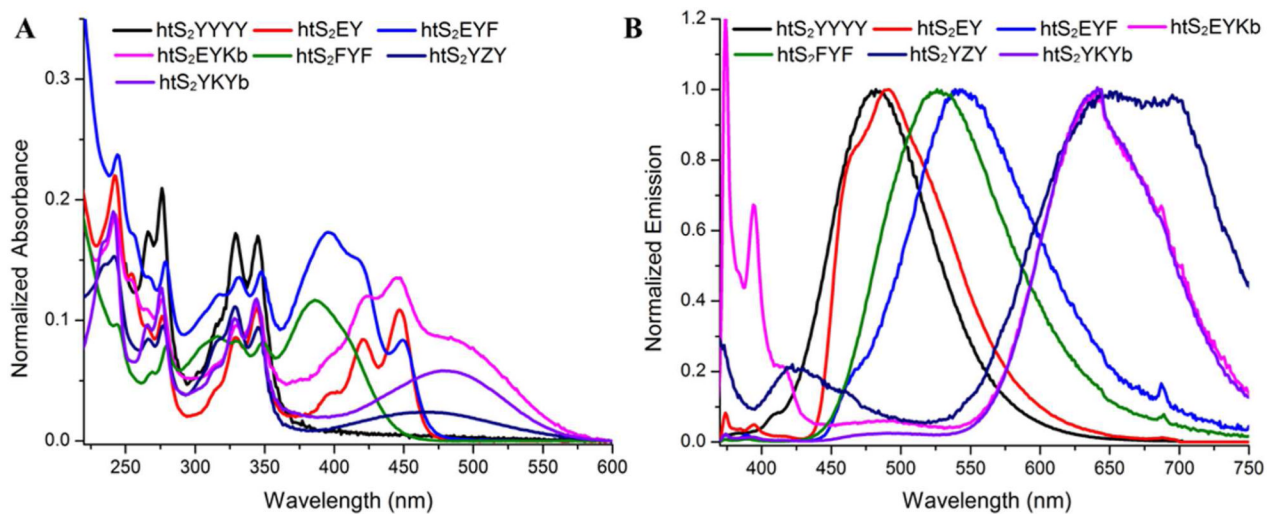 A
htS₂YYYY htS₂EY htS₂EYF
htS₂EYKb htS₂FYF htS₂YZY
htS₂YKYb
Normalized Absorbance
0.3
0.2
0.1
0.0
250 300 350 400 450 500 550 600
Wavelength (nm)
B
htS₂YYYY htS₂EY htS₂EYF htS₂EYKb
htS₂FYF htS₂YZY htS₂YKYb
Normalized Emission
1.2
1.0
0.8
0.6
0.4
0.2
0.0
400 450 500 550 600 650 700 750
Wavelength (nm)